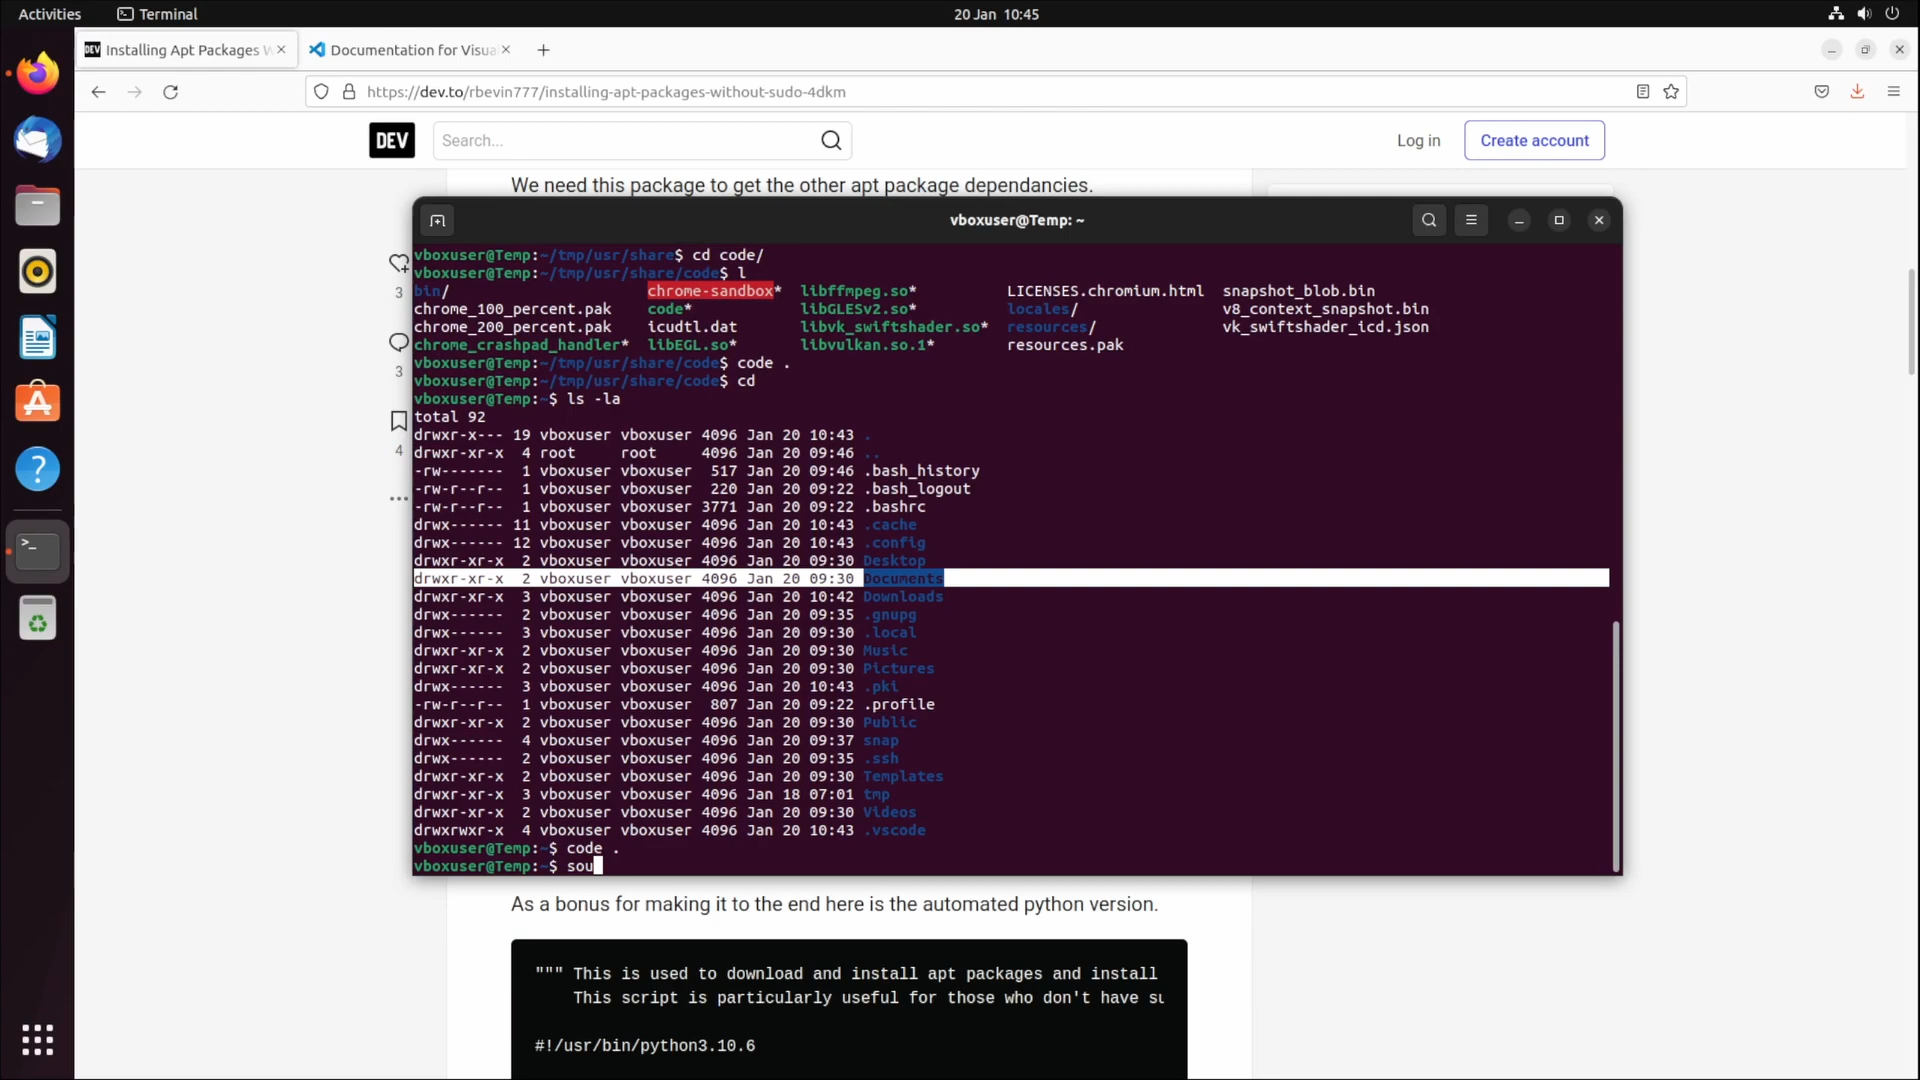 Activities
Terminal
20 Jan 10:45
DEV Installing Apt Packages W
Documentation for Visua
https://dev.to/rbevin777/installing-apt-packages-without-sudo-4dkm
DEV
Search...
Log in
Create account
We need this package to get the other apt package dependancies.
3
3
4
vboxuser@Temp: ~
vboxuser@Temp:~/tmp/usr/share$ cd code/
vboxuser@Temp:~/tmp/usr/share/code$ l
bin/ chrome-sandbox* libffmpeg.so* LICENSES.chromium.html snapshot_blob.bin
chrome_100_percent.pak code* libGLESv2.so* locales/ v8_context_snapshot.bin
chrome_200_percent.pak icudtl.dat libvk_swiftshader.so* resources/ vk_swiftshader_icd.json
chrome_crashpad_handler* libEGL.so* libvulkan.so.1* resources.pak
vboxuser@Temp:~/tmp/usr/share/code$ code .
vboxuser@Temp:~/tmp/usr/share/code$ cd
vboxuser@Temp:~$ ls -la
total 92
drwxr-x--- 19 vboxuser vboxuser 4096 Jan 20 10:43 .
drwxr-xr-x 4 root root 4096 Jan 20 09:46 ..
-rw------- 1 vboxuser vboxuser 517 Jan 20 09:46 .bash_history
-rw-r--r-- 1 vboxuser vboxuser 220 Jan 20 09:22 .bash_logout
-rw-r--r-- 1 vboxuser vboxuser 3771 Jan 20 09:22 .bashrc
drwx------ 11 vboxuser vboxuser 4096 Jan 20 10:43 .cache
drwx------ 12 vboxuser vboxuser 4096 Jan 20 10:43 .config
drwxr-xr-x 2 vboxuser vboxuser 4096 Jan 20 09:30 Desktop
drwxr-xr-x 2 vboxuser vboxuser 4096 Jan 20 09:30 Documents
drwxr-xr-x 3 vboxuser vboxuser 4096 Jan 20 10:42 Downloads
drwx------ 2 vboxuser vboxuser 4096 Jan 20 09:35 .gnupg
drwx------ 3 vboxuser vboxuser 4096 Jan 20 09:30 .local
drwxr-xr-x 2 vboxuser vboxuser 4096 Jan 20 09:30 Music
drwxr-xr-x 2 vboxuser vboxuser 4096 Jan 20 09:30 Pictures
drwx------ 3 vboxuser vboxuser 4096 Jan 20 10:43 .pki
-rw-r--r-- 1 vboxuser vboxuser 807 Jan 20 09:22 .profile
drwxr-xr-x 2 vboxuser vboxuser 4096 Jan 20 09:30 Public
drwx------ 4 vboxuser vboxuser 4096 Jan 20 09:37 snap
drwx------ 2 vboxuser vboxuser 4096 Jan 20 09:35 .ssh
drwxr-xr-x 2 vboxuser vboxuser 4096 Jan 20 09:30 Templates
drwxr-xr-x 3 vboxuser vboxuser 4096 Jan 18 07:01 tmp
drwxr-xr-x 2 vboxuser vboxuser 4096 Jan 20 09:30 Videos
drwxrwxr-x 4 vboxuser vboxuser 4096 Jan 20 10:43 .vscode
vboxuser@Temp:~$ code .
vboxuser@Temp:~$ sou
As a bonus for making it to the end here is the automated python version.
""" This is used to download and install apt packages and install
This script is particularly useful for those who don't have su
#!/usr/bin/python3.10.6